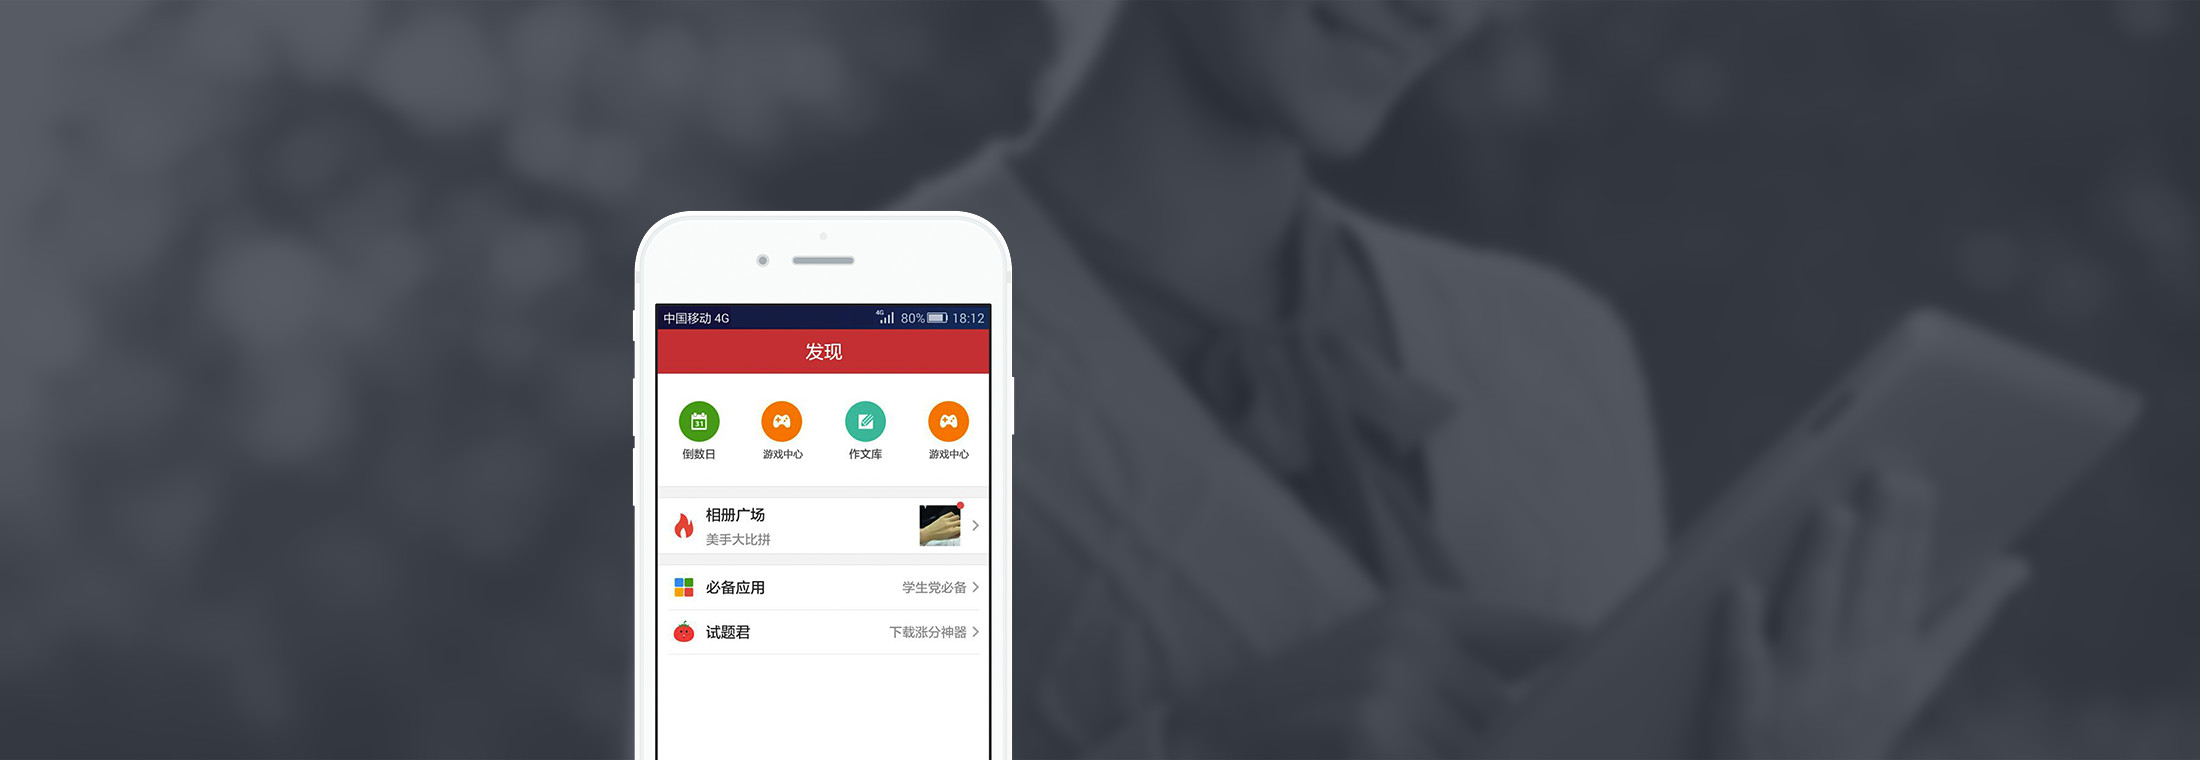 中国移动 4G
4G 80% 18:12
发现
31
倒数日 游戏中心 作文库 游戏中心
相册广场
美手大比拼
必备应用 学生党必备
试题君 下载涨分神器